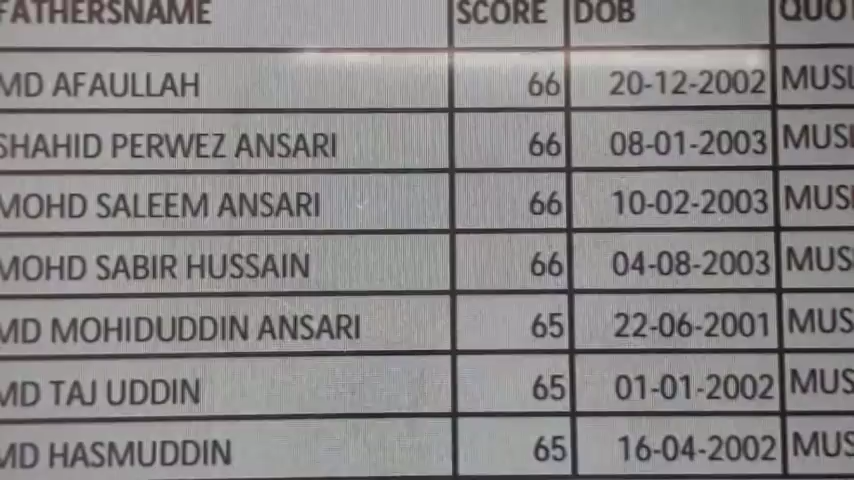 FATHERSNAME SCORE DOB
MD AFAULLAH 66 20-12-2002
SHAHID PERWEZ ANSARI 66 08-01-2003
MOHD SALEEM ANSARI 66 10-02-2003
MOHD SABIR HUSSAIN 66 04-08-2003
MD MOHIDUDDIN ANSARI 65 22-06-2001
MD TAJ UDDIN 65 01-01-2002
MD HASMUDDIN 65 16-04-2002